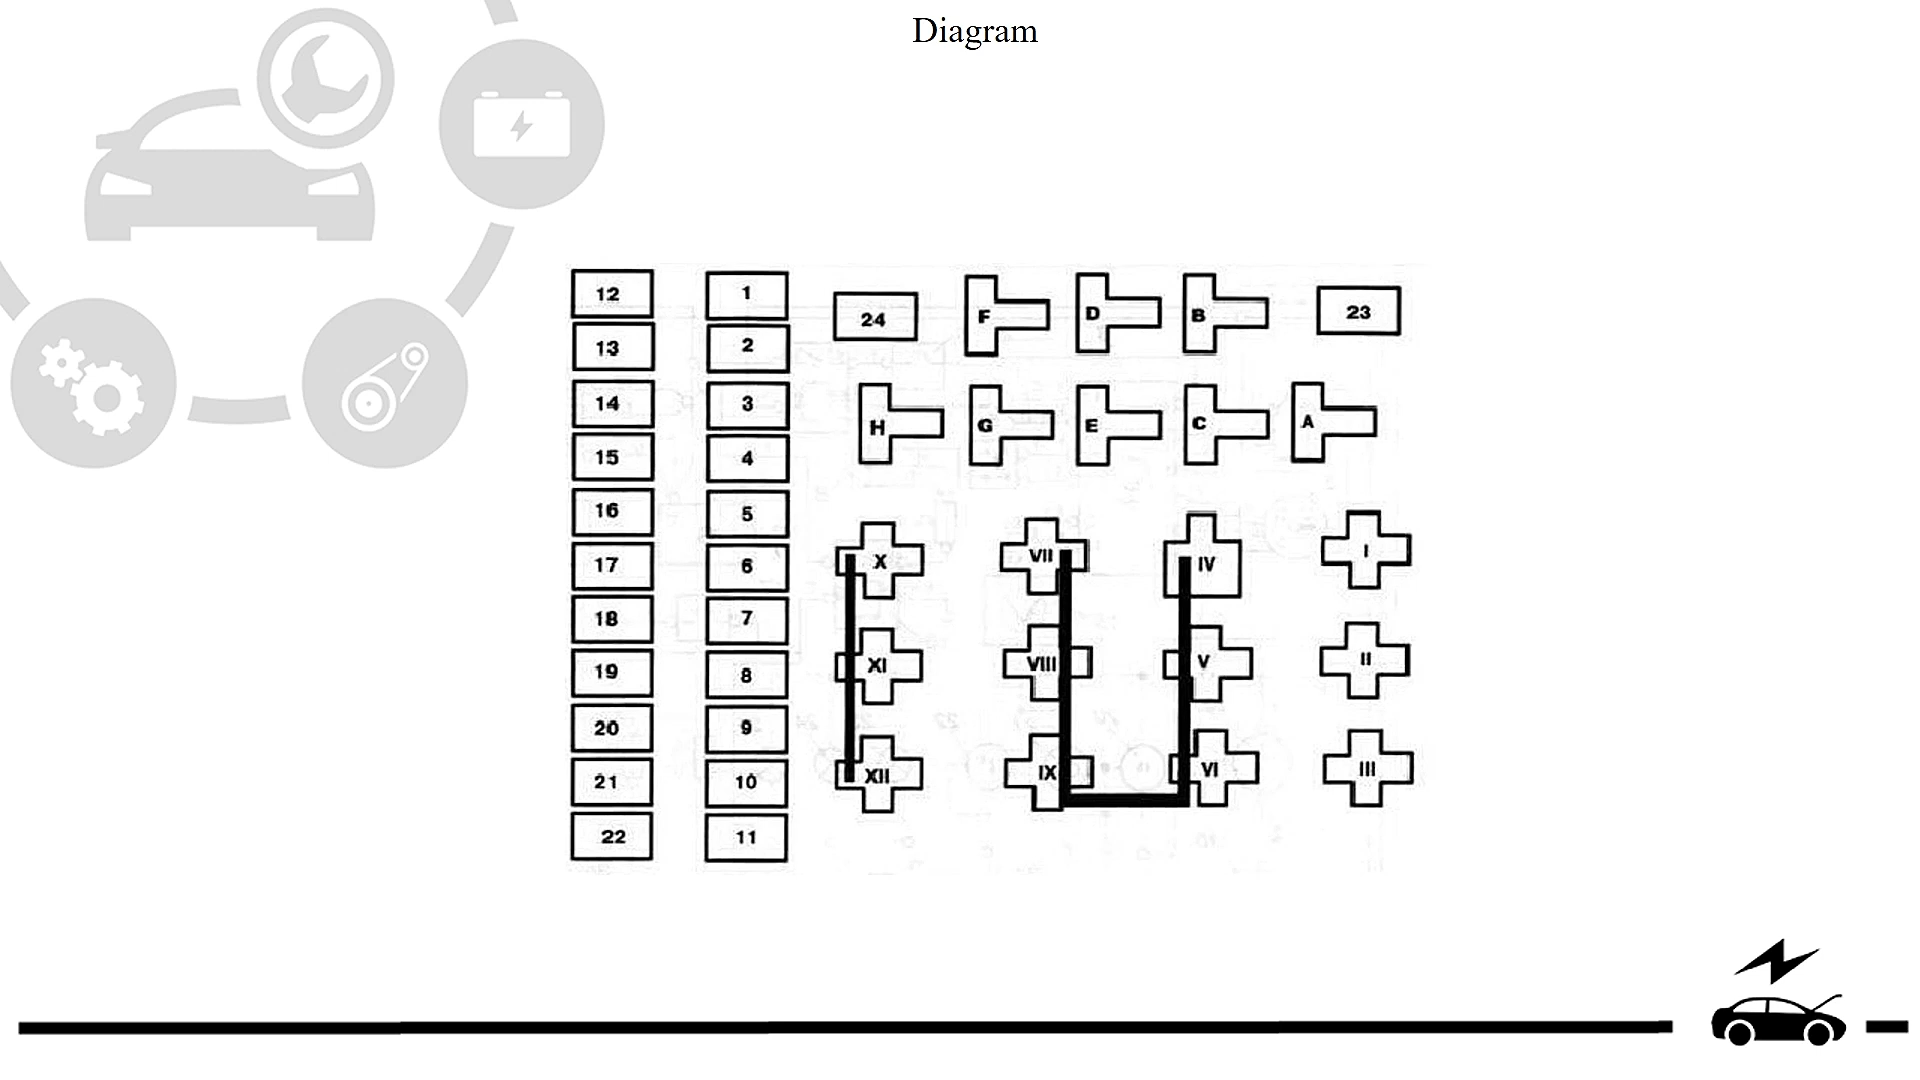 Diagram
12 1 24 F D B 23
13 2
14 3 H G E C A
15 4
16 5
17 6 X VII IV I
18 7
19 8 XI VIII V II
20 9
21 10 XII IX VI III
22 11